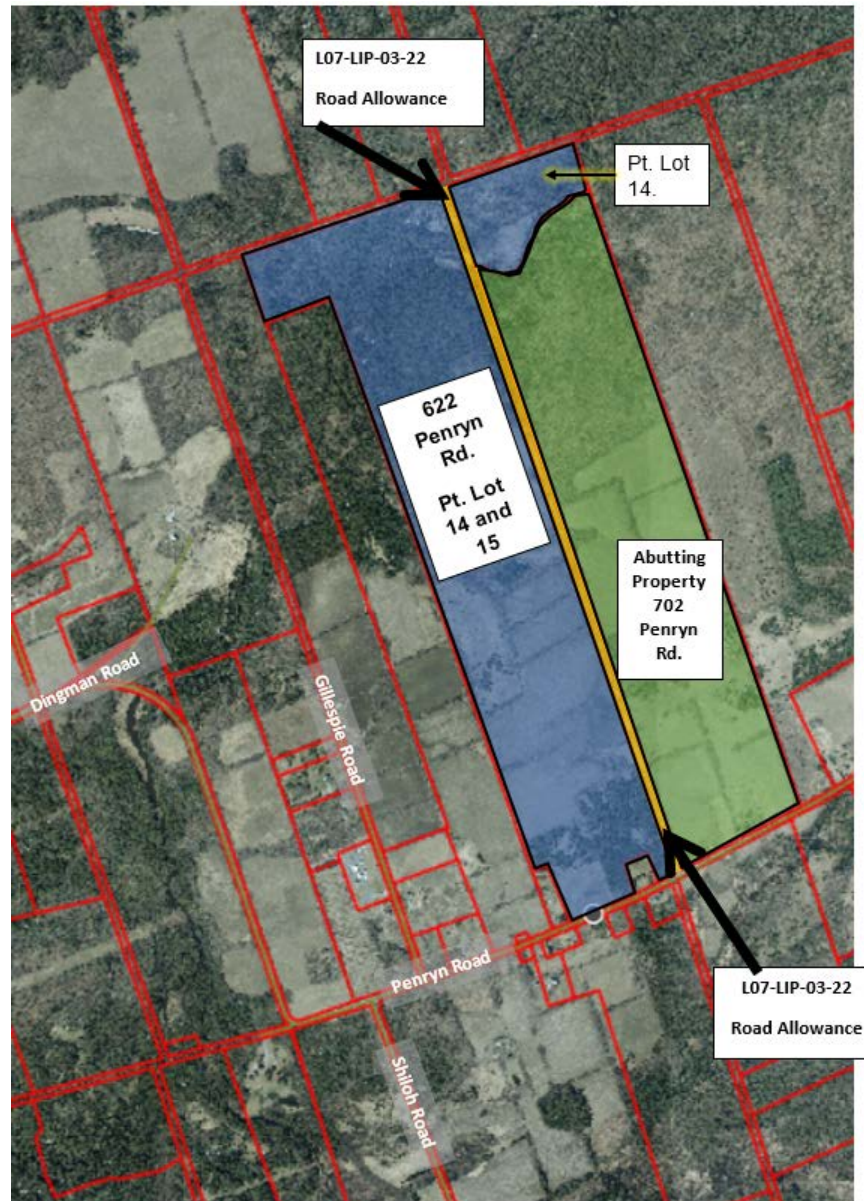 L07-LIP-03-22
Road Allowance
Pt. Lot
14.
622
Penryn
Rd.
Pt. Lot
14 and
15
Abutting
Property
702
Penryn
Rd.
Dingman Road
Gillespie Road
Penryn Road
Shiloh Road
L07-LIP-03-22
Road Allowance